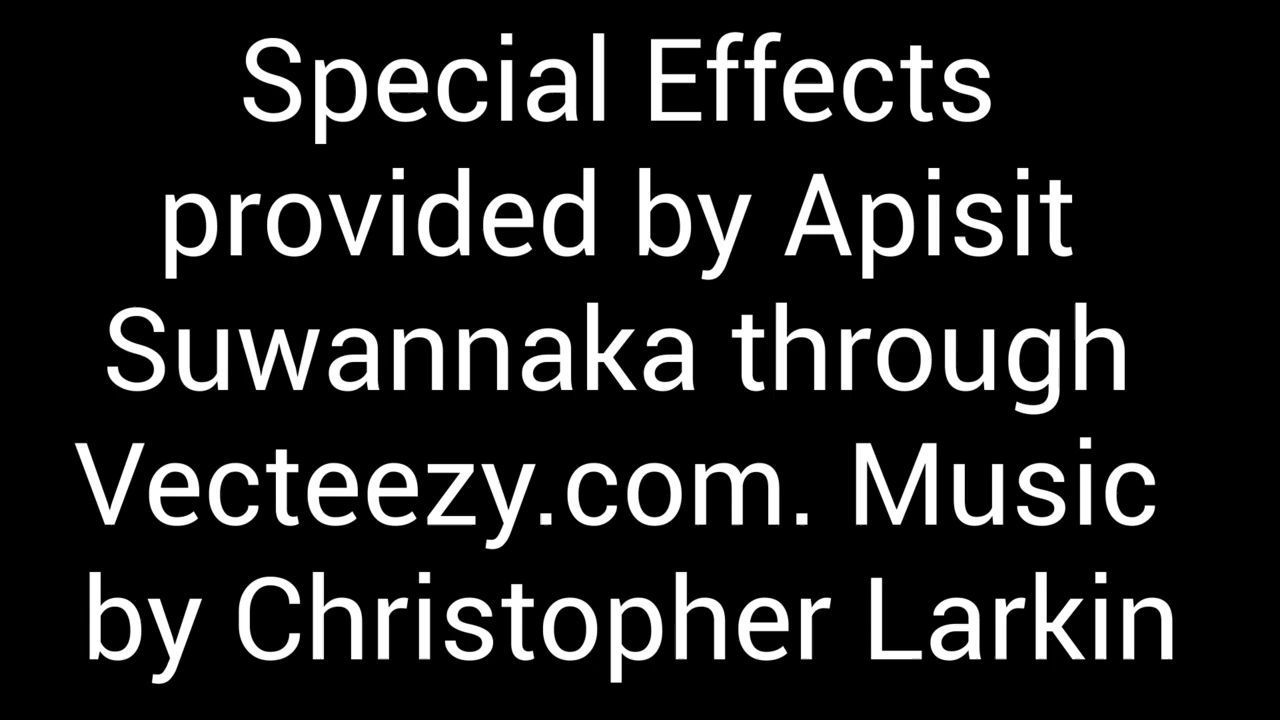 Special Effects
provided by Apisit
Suwannaka through
Vecteezy.com. Music
by Christopher Larkin